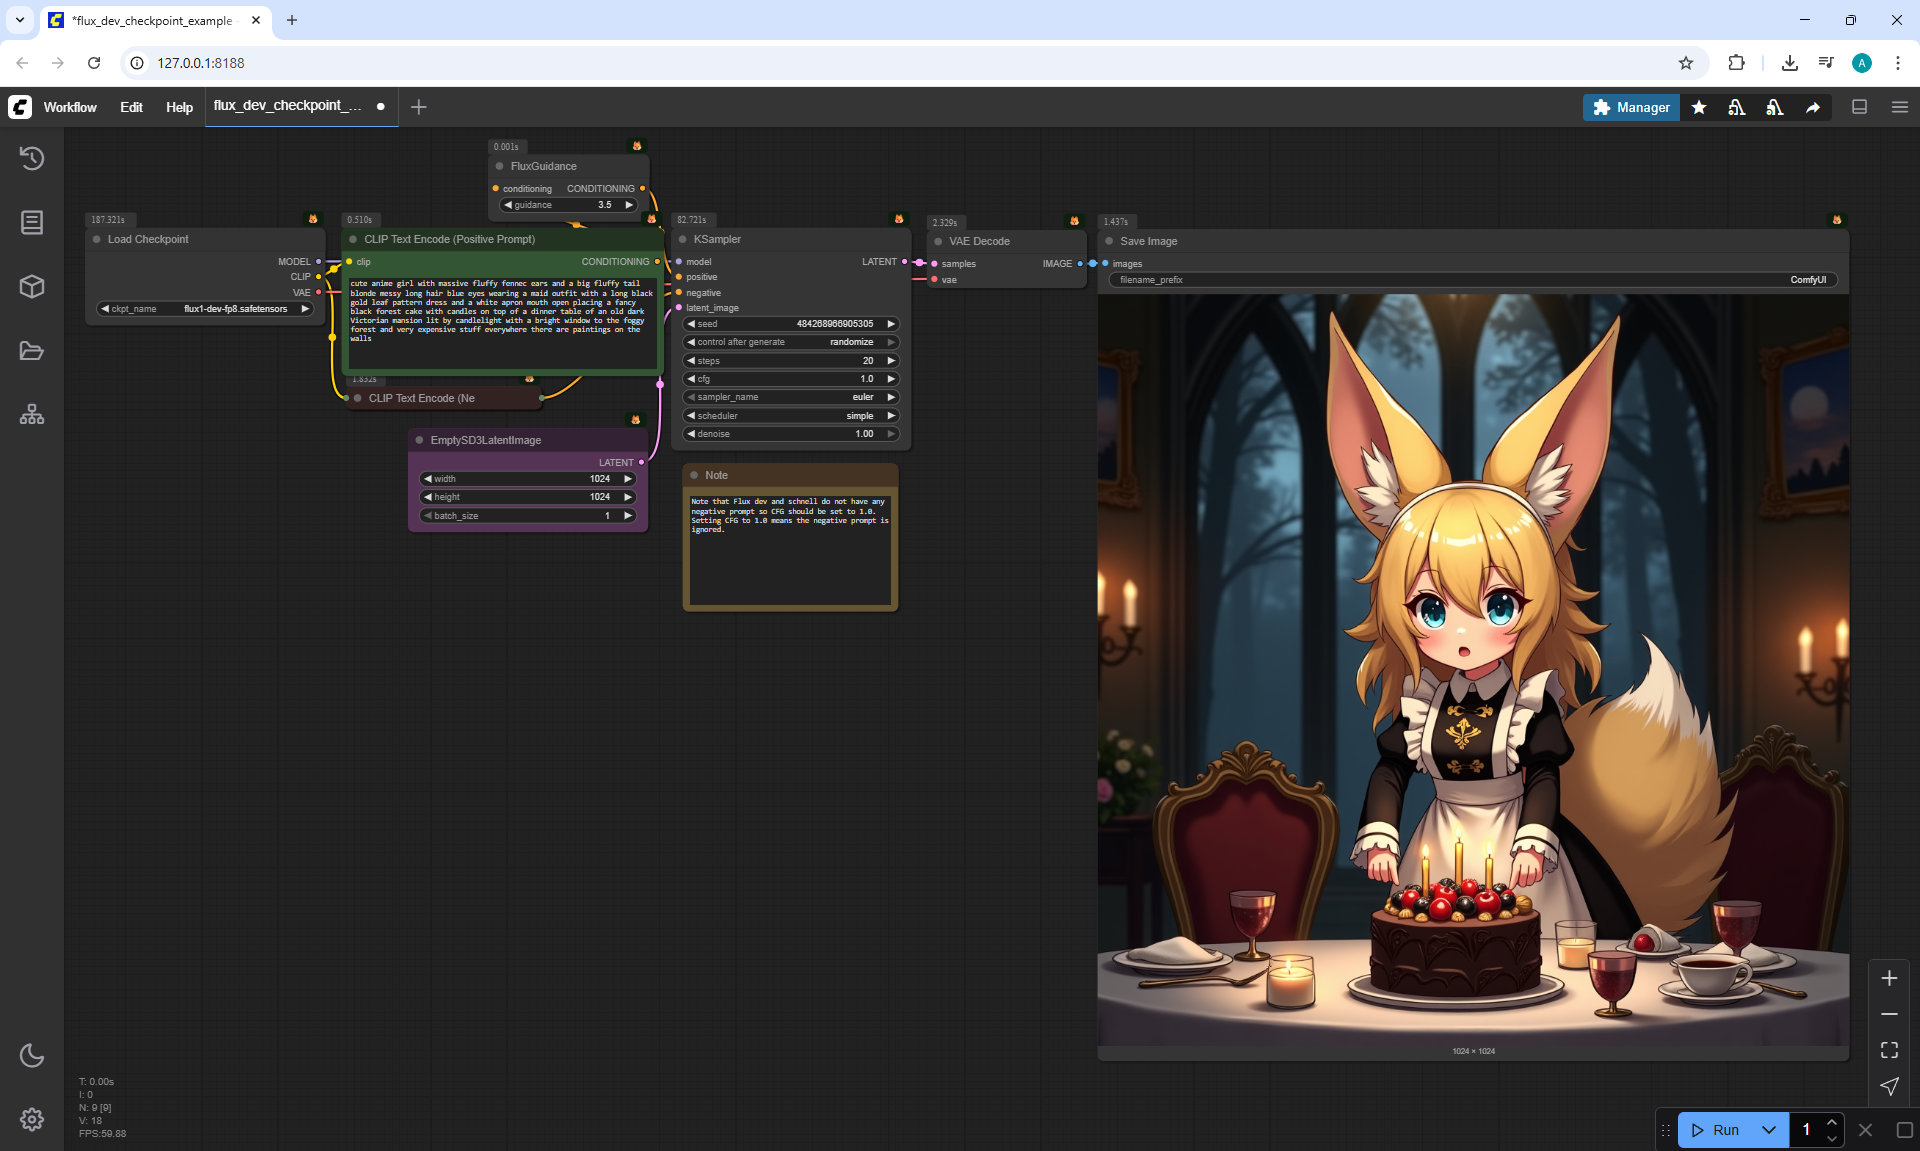 *flux_dev_checkpoint_example
127.0.0.1:8188
A
Workflow Edit Help flux_dev_checkpoint_... Manager
0.001s
FluxGuidance
conditioning CONDITIONING
guidance 3.5
187.321s
Load Checkpoint
MODEL
CLIP
VAE
ckpt_name flux1-dev-fp8.safetensors
0.510s
CLIP Text Encode (Positive Prompt)
clip CONDITIONING
cute anime girl with massive fluffy fennec ears and a big fluffy tail
blonde messy long hair blue eyes wearing a maid outfit with a long black
gold leaf pattern dress and a white apron mouth open placing a fancy
black forest cake with candles on top of a dinner table of an old dark
Victorian mansion lit by candlelight with a bright window to the foggy
forest and very expensive stuff everywhere there are paintings on the
walls
1.832s
CLIP Text Encode (Ne
EmptySD3LatentImage
LATENT
width 1024
height 1024
batch_size 1
82.721s
KSampler
model LATENT
positive
negative
latent_image
seed 484268966905305
control after generate randomize
steps 20
cfg 1.0
sampler_name euler
scheduler simple
denoise 1.00
Note
Note that Flux dev and schnell do not have any
negative prompt so CFG should be set to 1.0.
Setting CFG to 1.0 means the negative prompt is
ignored.
2.329s
VAE Decode
samples IMAGE
vae
1.437s
Save Image
images
filename_prefix ComfyUI
1024 × 1024
T: 0.00s
I: 0
N: 9 [9]
V: 18
FPS:59.88
Run 1